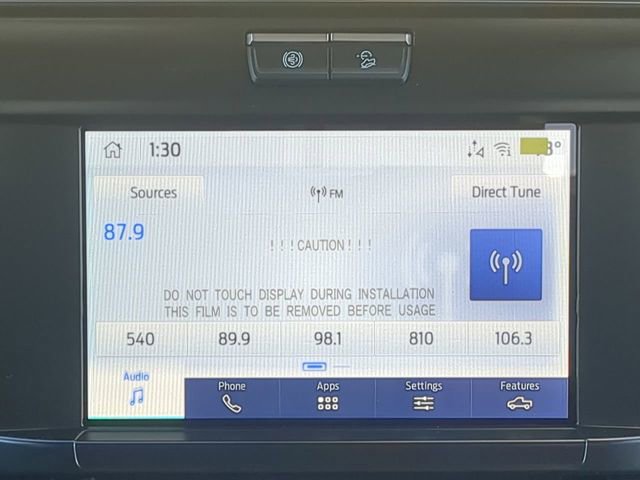 1:30
8°
Sources
FM
Direct Tune
87.9
!!!CAUTION!!!
DO NOT TOUCH DISPLAY DURING INSTALLATION
THIS FILM IS TO BE REMOVED BEFORE USAGE
540 89.9 98.1 810 106.3
Audio Phone Apps Settings Features